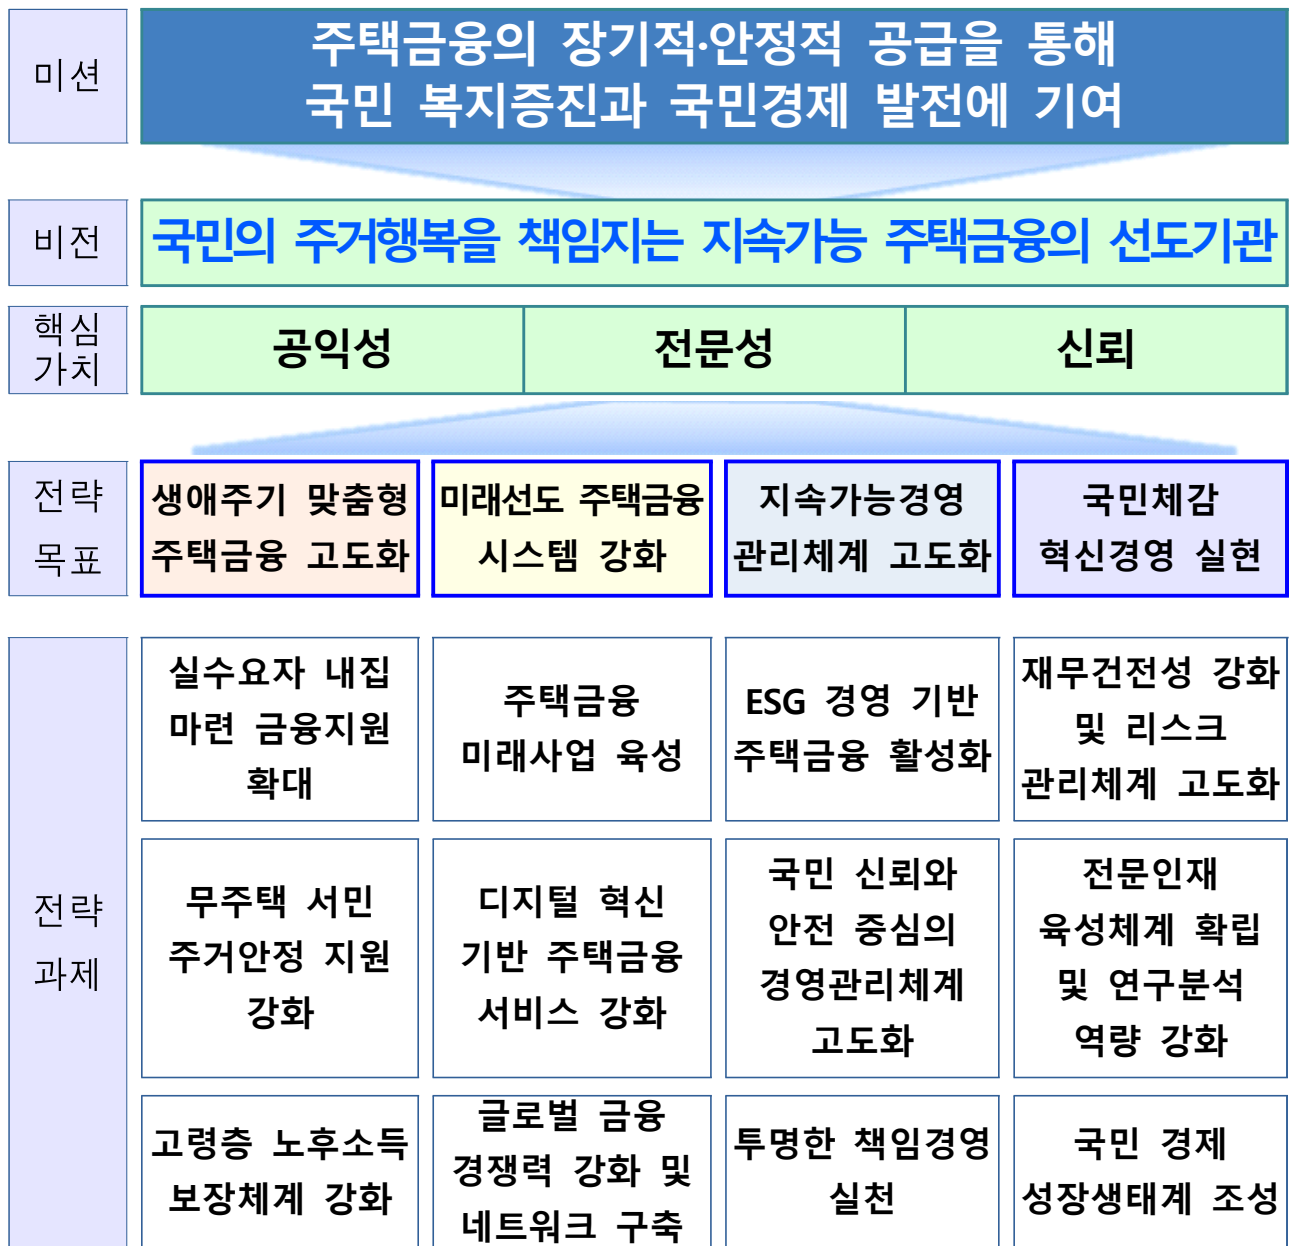 미션
주택금융의 장기적·안정적 공급을 통해
국민 복지증진과 국민경제 발전에 기여
비전
국민의 주거행복을 책임지는 지속가능 주택금융의 선도기관
핵심
가치
공익성
전문성
신뢰
전략
목표
생애주기 맞춤형
주택금융 고도화
미래선도 주택금융
시스템 강화
지속가능경영
관리체계 고도화
국민체감
혁신경영 실현
전략
과제
실수요자 내집
마련 금융지원
확대
주택금융
미래사업 육성
ESG 경영 기반
주택금융 활성화
재무건전성 강화
및 리스크
관리체계 고도화
무주택 서민
주거안정 지원
강화
디지털 혁신
기반 주택금융
서비스 강화
국민 신뢰와
안전 중심의
경영관리체계
고도화
전문인재
육성체계 확립
및 연구분석
역량 강화
고령층 노후소득
보장체계 강화
글로벌 금융
경쟁력 강화 및
네트워크 구축
투명한 책임경영
실천
국민 경제
성장생태계 조성